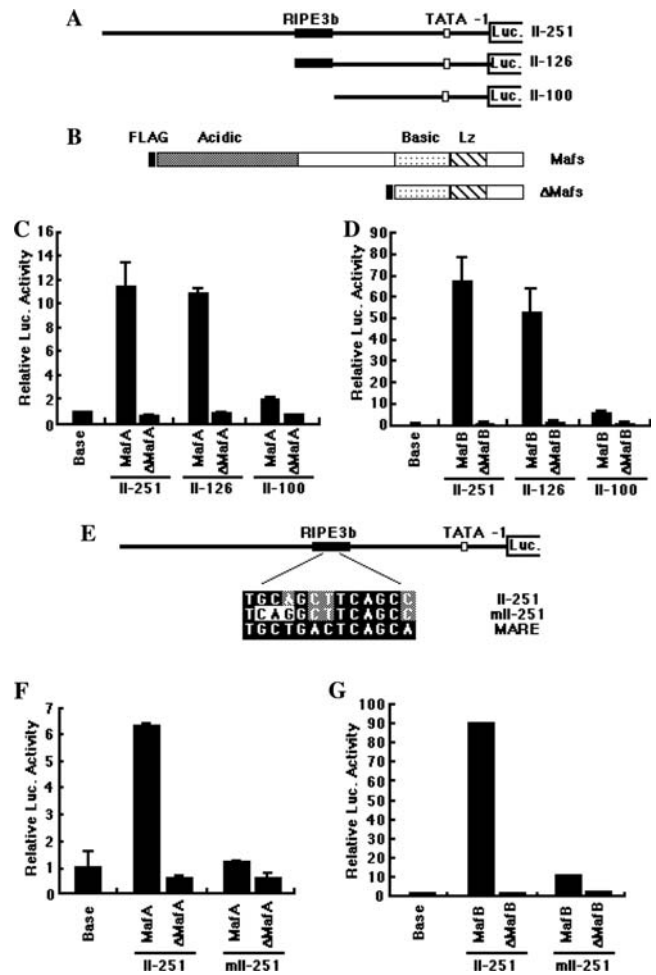 A
RIPE3b TATA -1
Luc. II-251
Luc. II-126
Luc. II-100
B
FLAG Acidic Basic Lz
Mafs
ΔMafs
C
Relative Luc. Activity
16
14
12
10
8
6
4
2
0
Base MafA ΔMafA MafA ΔMafA MafA ΔMafA
II-251 II-126 II-100
D
Relative Luc. Activity
90
80
70
60
50
40
30
20
10
0
Base MafB ΔMafB MafB ΔMafB MafB ΔMafB
II-251 II-126 II-100
E
RIPE3b TATA -1
Luc.
TGCAGCTTCAGCC II-251
TCAGGCTTCAGCC mII-251
TGCTGACTCAGCA MARE
F
Relative Luc. Activity
7
6
5
4
3
2
1
0
Base MafA ΔMafA MafA ΔMafA
II-251 mII-251
G
Relative Luc. Activity
100
90
80
70
60
50
40
30
20
10
0
Base MafB ΔMafB MafB ΔMafB
II-251 mII-251